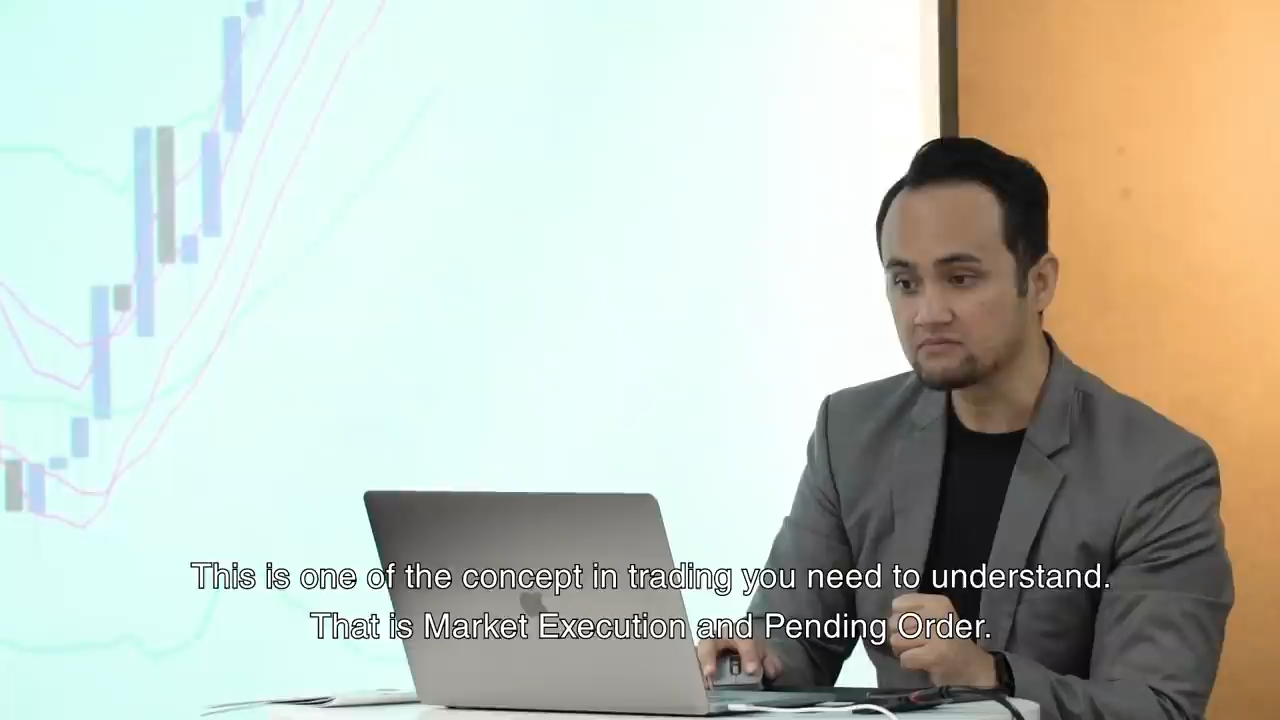 This is one of the concept in trading you need to understand.
That is Market Execution and Pending Order.